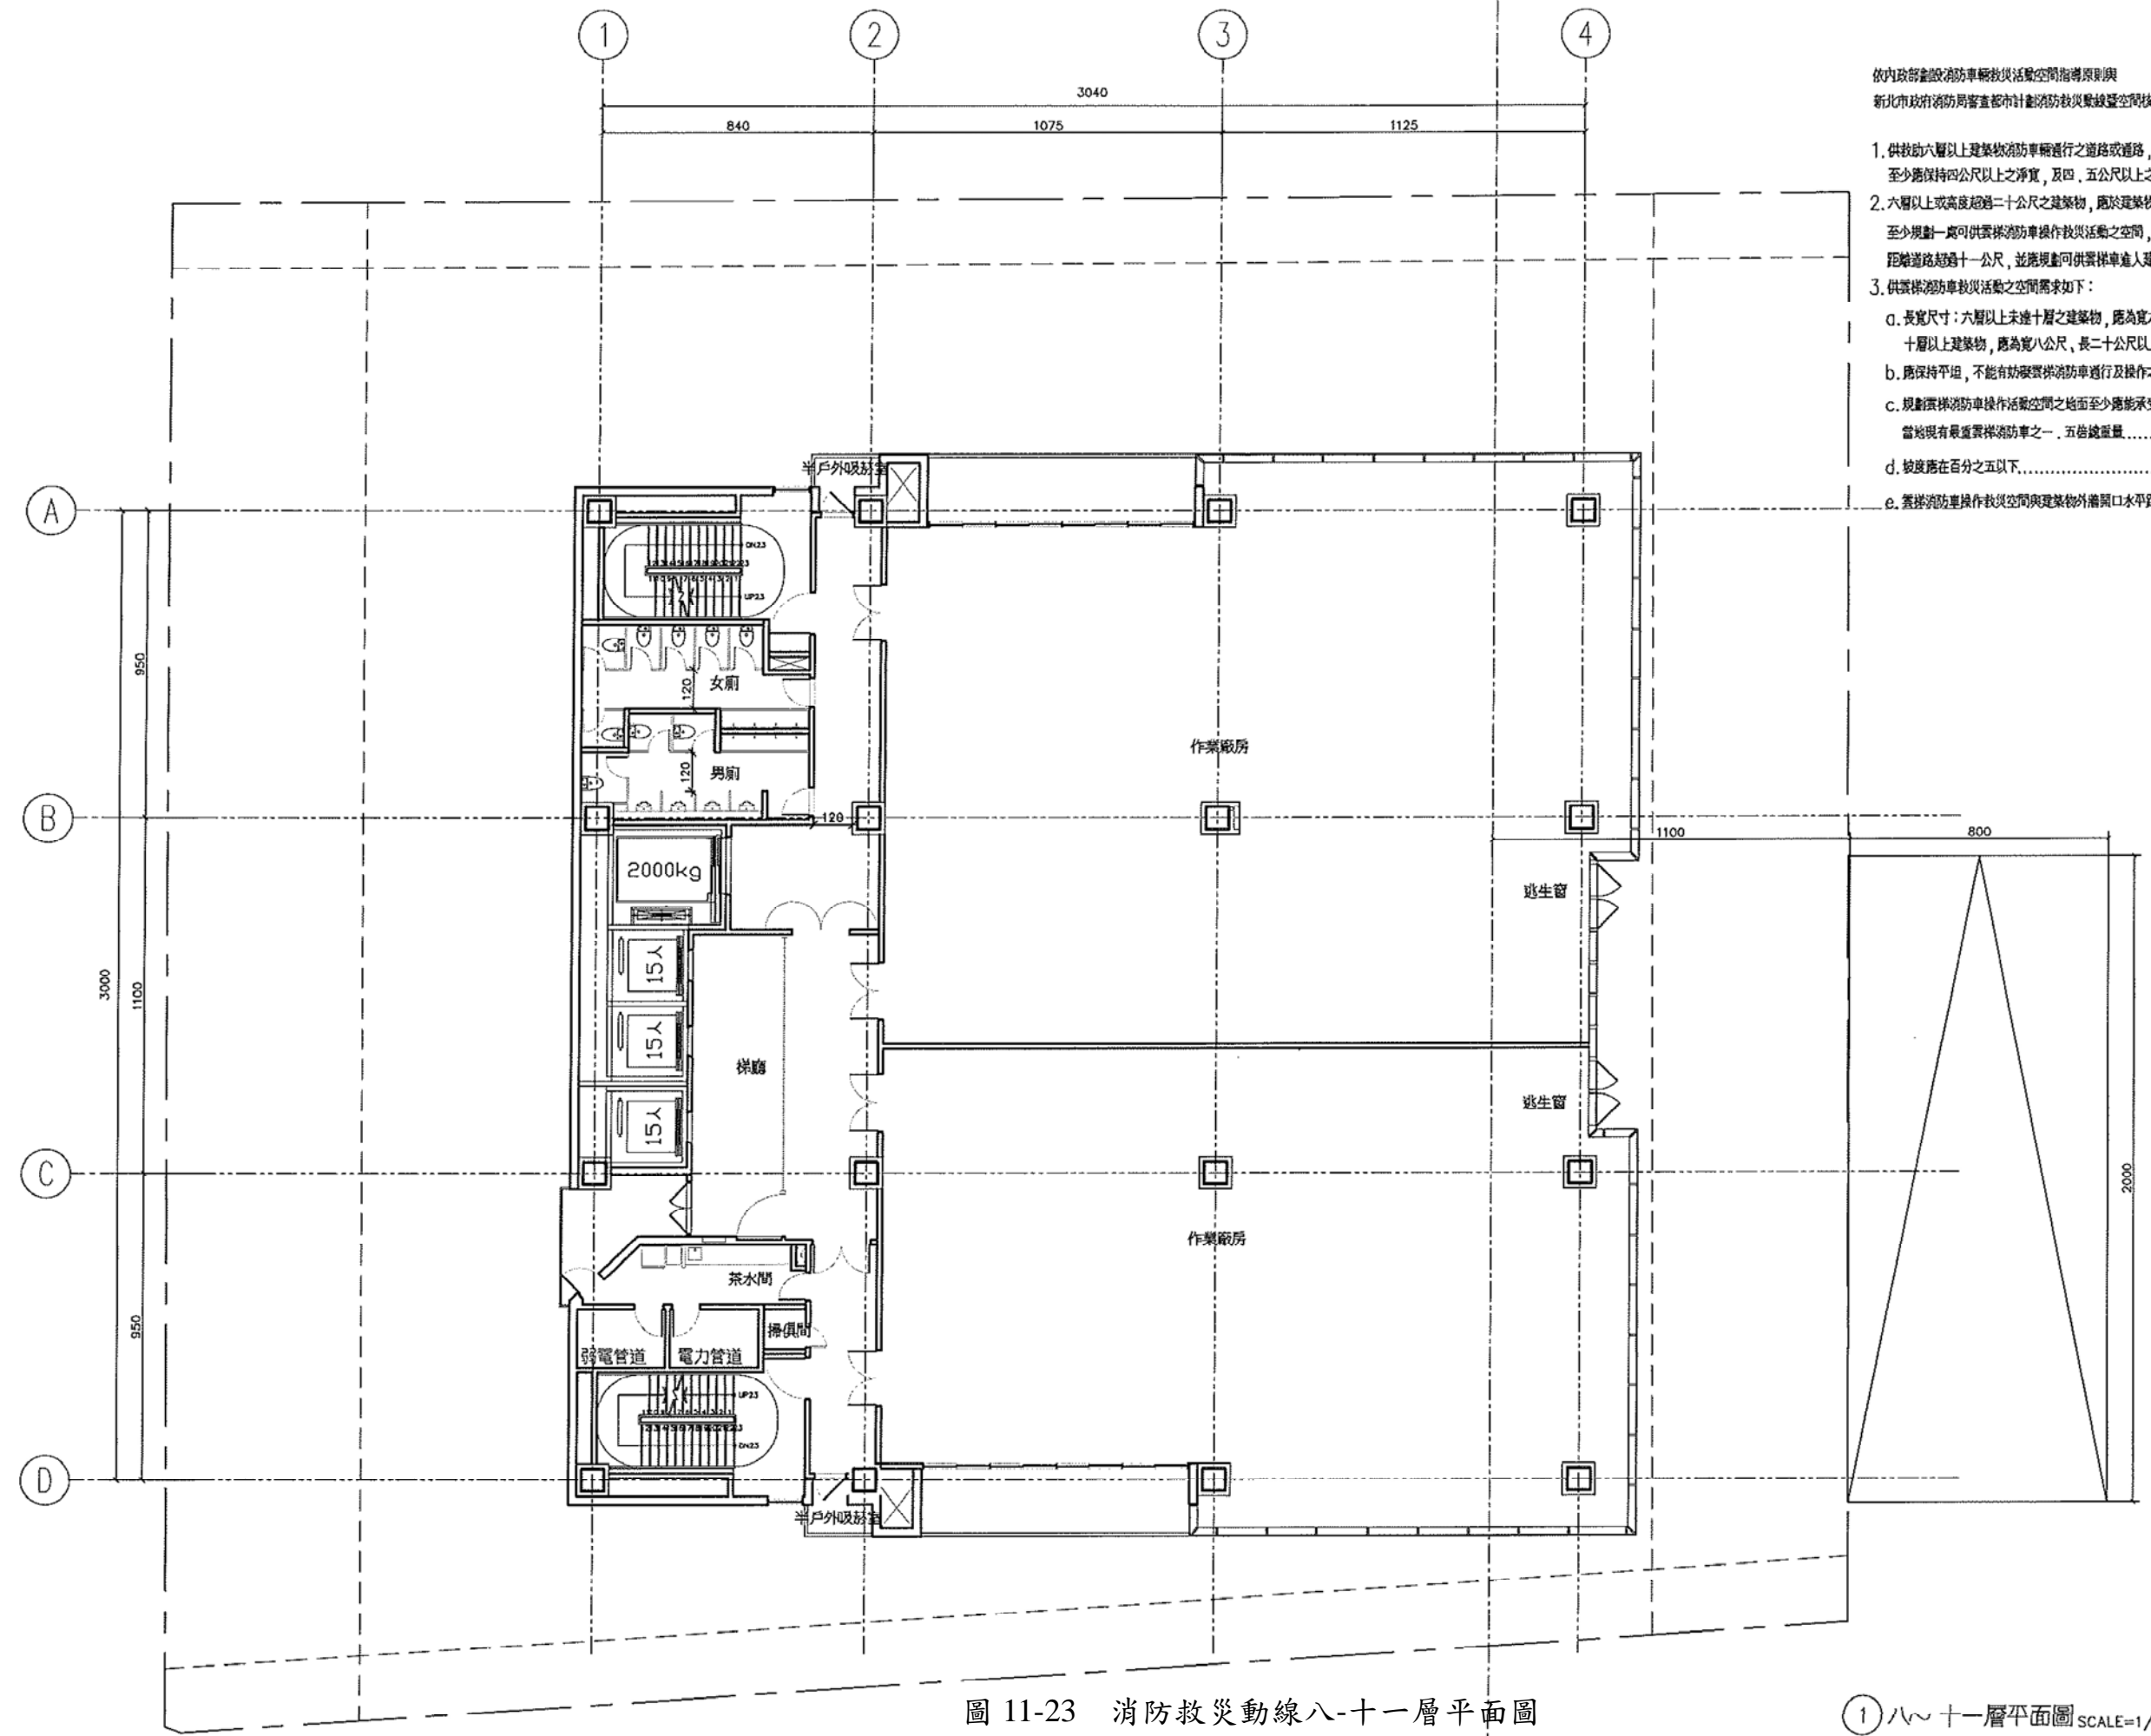 1
2
3
4
3040
840
1075
1125
依內政部劃設消防車輛救災活動空間指導原則與
新北市政府消防局審查都市計劃消防救災動線暨空間
1.供救助六層以上建築物消防車輛通行之道路或通路,
至少應保持四公尺以上之淨寬,及四.五公尺以上之
2.六層以上或高度超過二十公尺之建築物,應於建築物
至少規劃一處可供雲梯消防車操作救災活動之空間,
距離道路超過十一公尺,並應規劃可供雲梯車進入建
3.供雲梯消防車救災活動之空間需求如下:
a.長寬尺寸:六層以上未達十層之建築物,應為寬
十層以上建築物,應為寬八公尺、長二十公尺以
b.應保持平坦,不能有妨礙雲梯消防車通行及操作
c.規劃雲梯消防車操作活動空間之地面至少應能承受
當地現有最重雲梯消防車之一.五倍總重量......
d.坡度應在百分之五以下......................
e.雲梯消防車操作救災空間與建築物外牆開口水平距
半戶外吸菸室
A
DN23
UP23
950
女廁
120
作業廠房
男廁
120
B
120
1100
800
2000kg
逃生窗
15人
3000
1100
15人
梯廳
逃生窗
15人
C
2000
作業廠房
茶水間
950
掃俱間
弱電管道
電力管道
UP23
DN23
D
半戶外吸菸室
圖 11-23 消防救災動線八-十一層平面圖
1 八~十一層平面圖 SCALE=1/